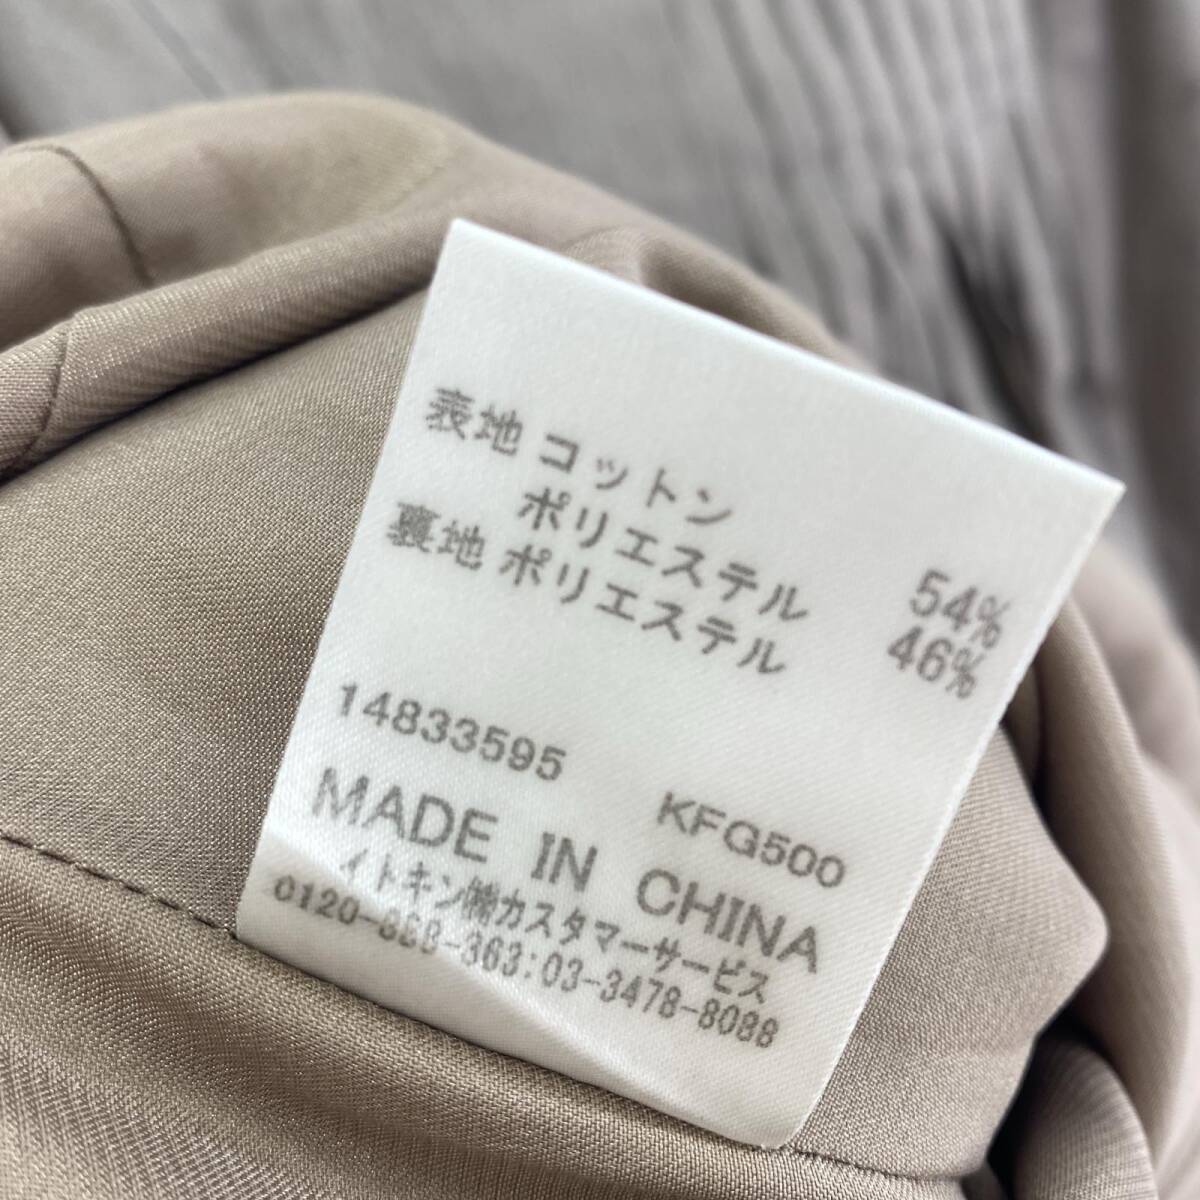 表地 コットン 54%
ポリエステル 46%
裏地 ポリエステル
14833595 KFG500
MADE IN CHINA
イトキン㈱カスタマーサービス
0120-888-363:03-3478-8088